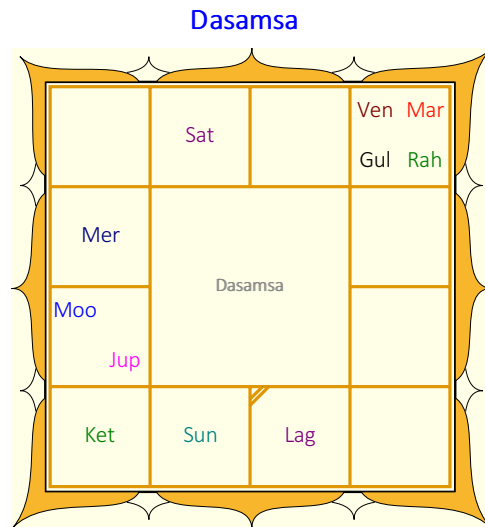 Dasamsa
Sat
Ven Mar
Gul Rah
Mer
Dasamsa
Moo
Jup
Ket
Sun
Lag